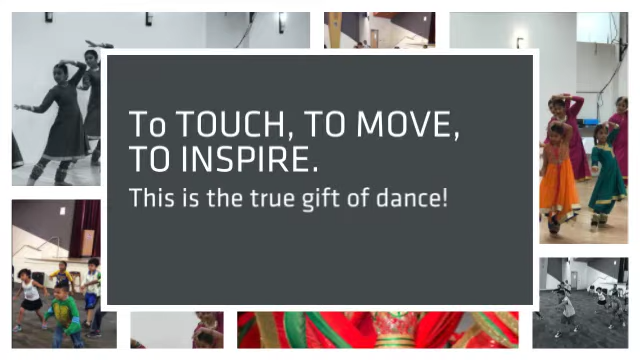 To TOUCH, TO MOVE,
TO INSPIRE.
This is the true gift of dance!